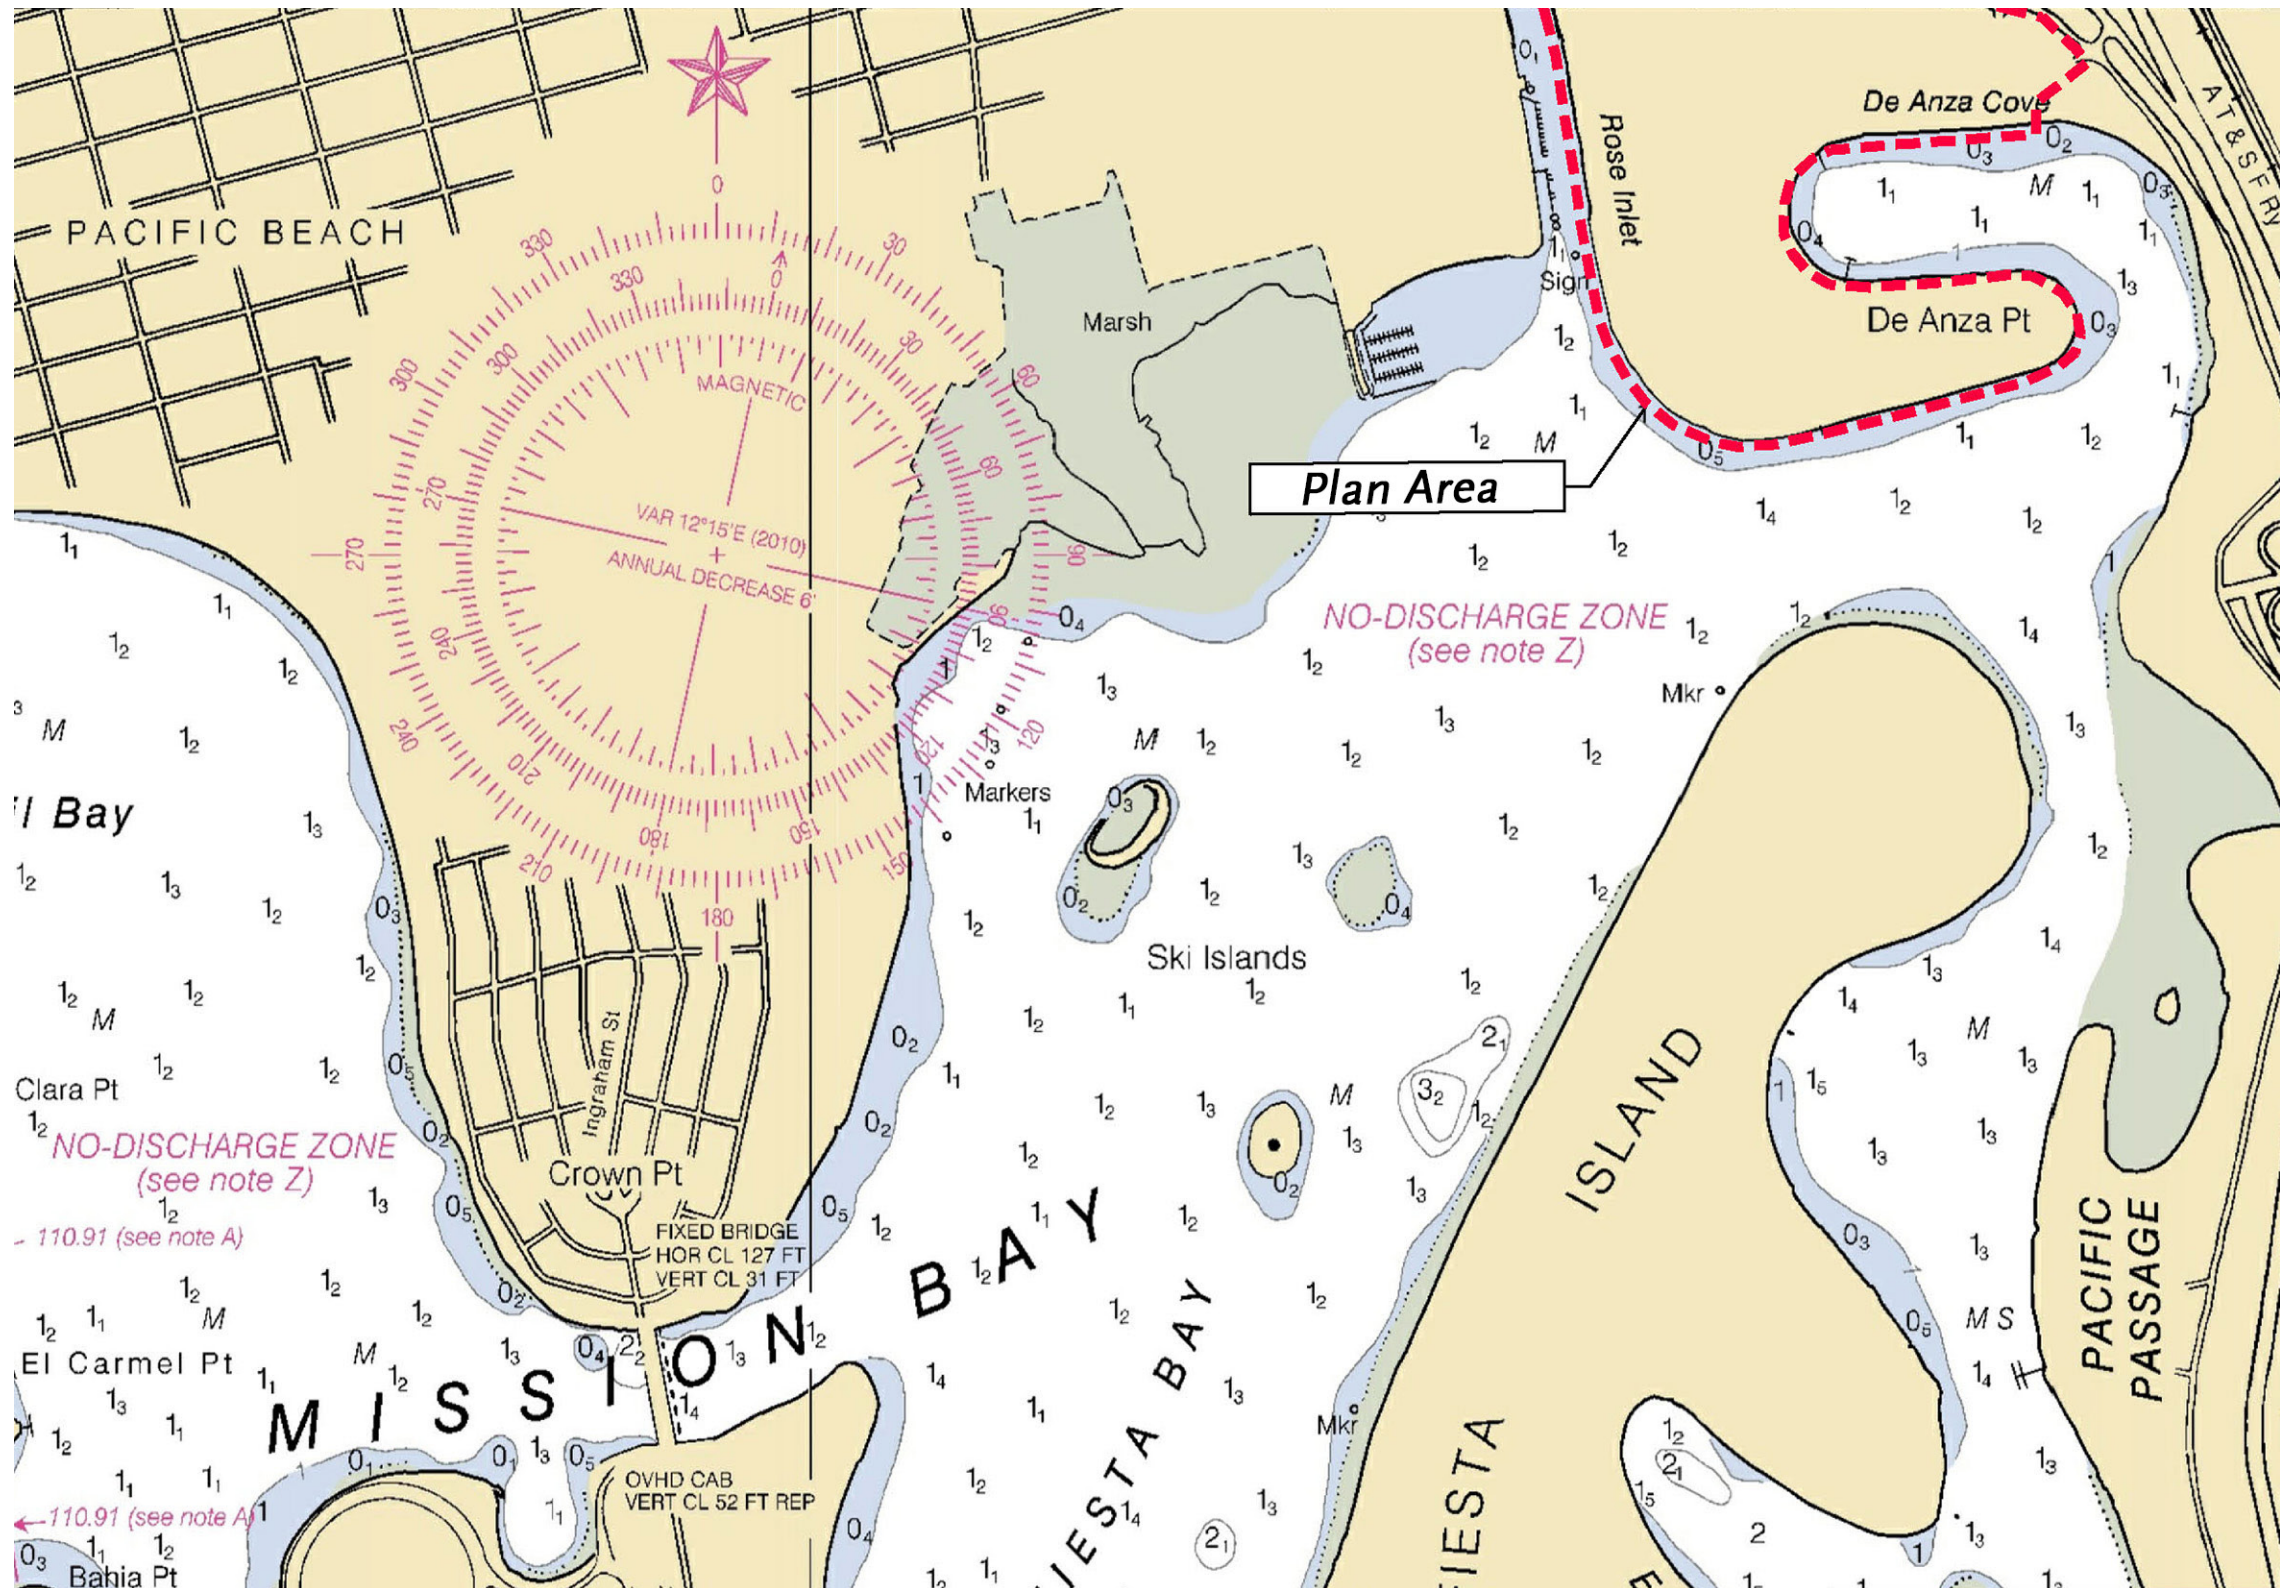 De Anza Cove
AT&SF Ry
Rose Inlet
PACIFIC BEACH
Sign
De Anza Pt
Marsh
MAGNETIC
Plan Area
VAR 12°15'E (2010)
ANNUAL DECREASE 6'
NO-DISCHARGE ZONE
(see note Z)
Mkr
Markers
Bay
Ski Islands
Ingraham St
Clara Pt
NO-DISCHARGE ZONE
(see note Z)
Crown Pt
110.91 (see note A)
FIXED BRIDGE
HOR CL 127 FT
VERT CL 31 FT
El Carmel Pt
MISSION BAY
FIESTA ISLAND
PACIFIC
PASSAGE
M S
Mkr
IESTA BAY
OVHD CAB
VERT CL 52 FT REP
110.91 (see note A)
Bahia Pt